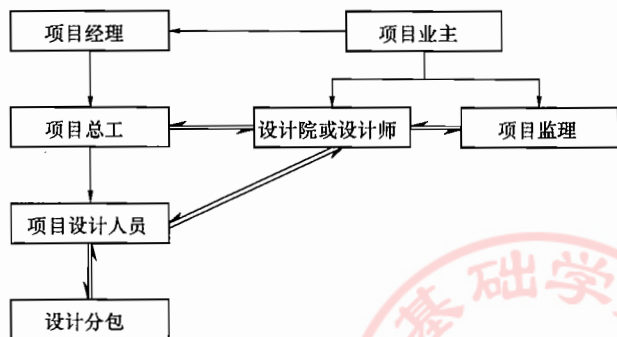 项目经理
项目业主
项目总工
设计院或设计师
项目监理
项目设计人员
设计分包
基础学